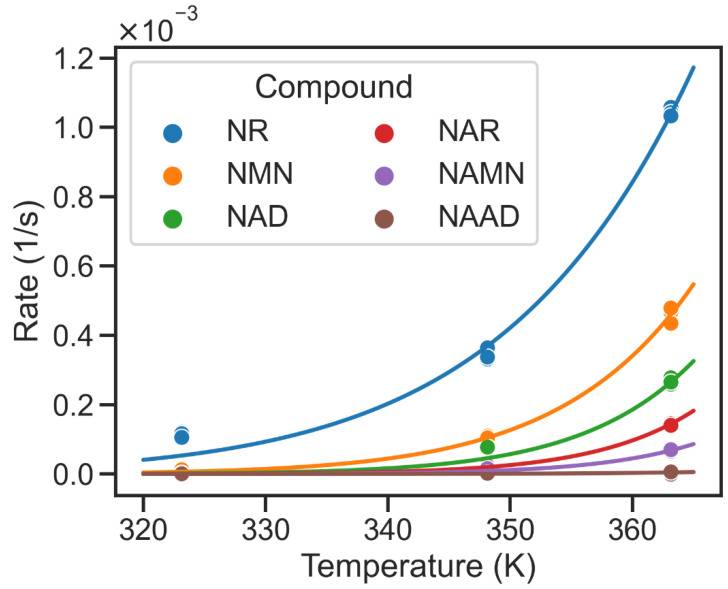 ×10⁻³
1.2
1.0
0.8
0.6
0.4
0.2
0.0
Rate (1/s)
Compound
NR NAR
NMN NAMN
NAD NAAD
320 330 340 350 360
Temperature (K)